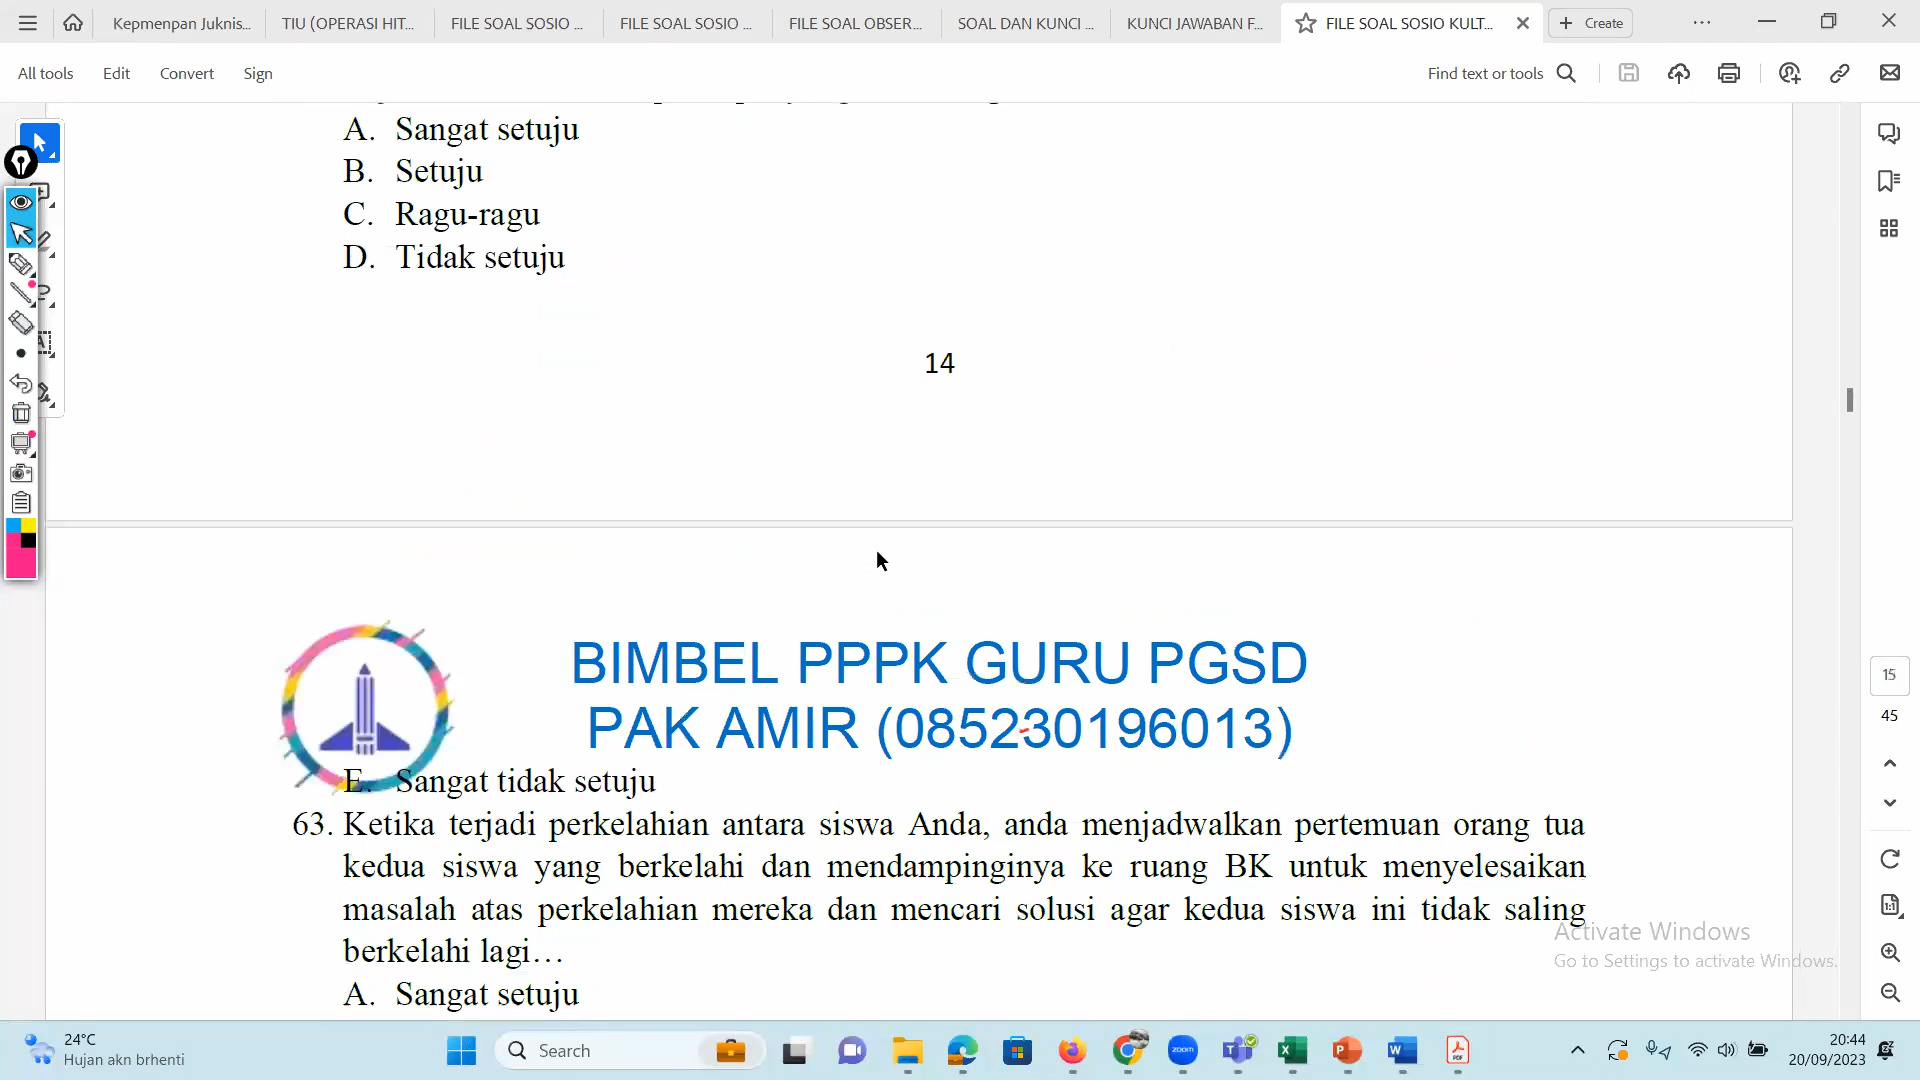 Kepmenpan Juknis...
TIU (OPERASI HIT...
FILE SOAL SOSIO ...
FILE SOAL SOSIO ...
FILE SOAL OBSER...
SOAL DAN KUNCI ...
KUNCI JAWABAN F...
FILE SOAL SOSIO KULT...
Create
All tools
Edit
Convert
Sign
Find text or tools
A. Sangat setuju
B. Setuju
C. Ragu-ragu
D. Tidak setuju
14
BIMBEL PPPK GURU PGSD
PAK AMIR (085230196013)
E. Sangat tidak setuju
63. Ketika terjadi perkelahian antara siswa Anda, anda menjadwalkan pertemuan orang tua
kedua siswa yang berkelahi dan mendampinginya ke ruang BK untuk menyelesaikan
masalah atas perkelahian mereka dan mencari solusi agar kedua siswa ini tidak saling
berkelahi lagi…
A. Sangat setuju
15
45
Activate Windows
Go to Settings to activate Windows.
24°C
Hujan akn brhenti
Search
zoom
20:44
20/09/2023